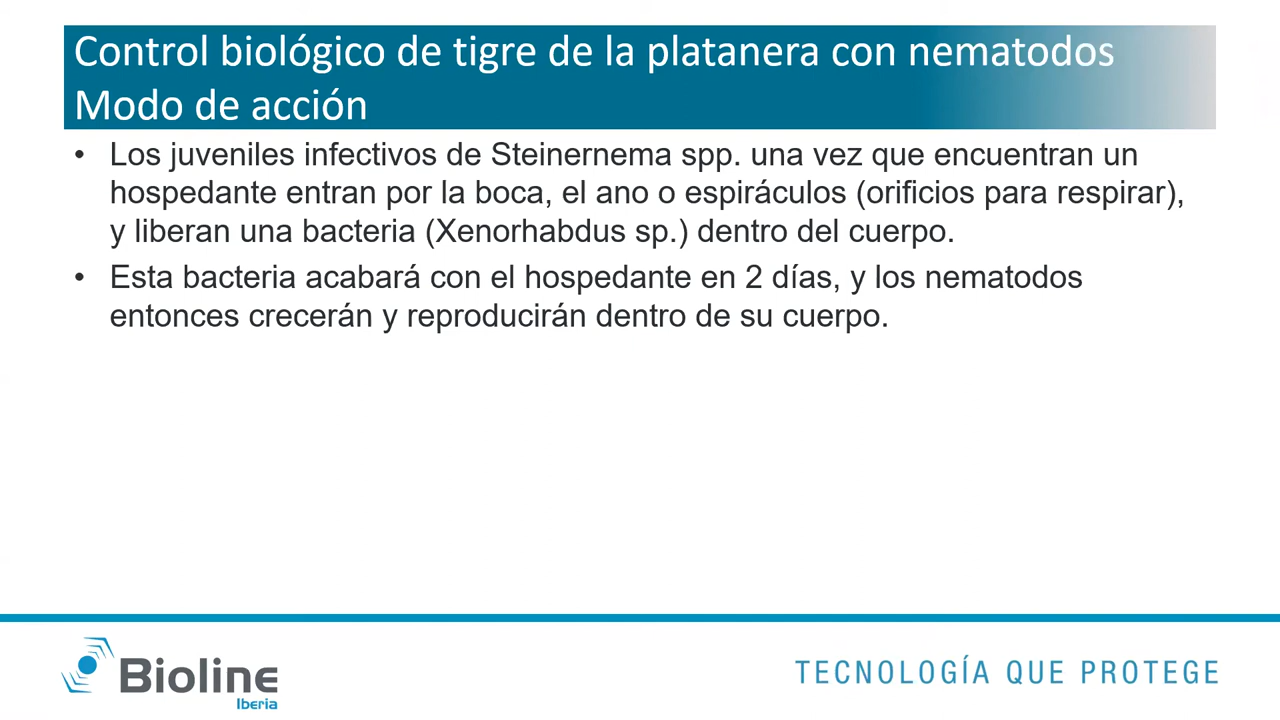 Control biológico de tigre de la platanera con nematodos
Modo de acción
• Los juveniles infectivos de Steinernema spp. una vez que encuentran un
hospedante entran por la boca, el ano o espiráculos (orificios para respirar),
y liberan una bacteria (Xenorhabdus sp.) dentro del cuerpo.
• Esta bacteria acabará con el hospedante en 2 días, y los nematodos
entonces crecerán y reproducirán dentro de su cuerpo.
Bioline
Iberia
TECNOLOGÍA QUE PROTEGE